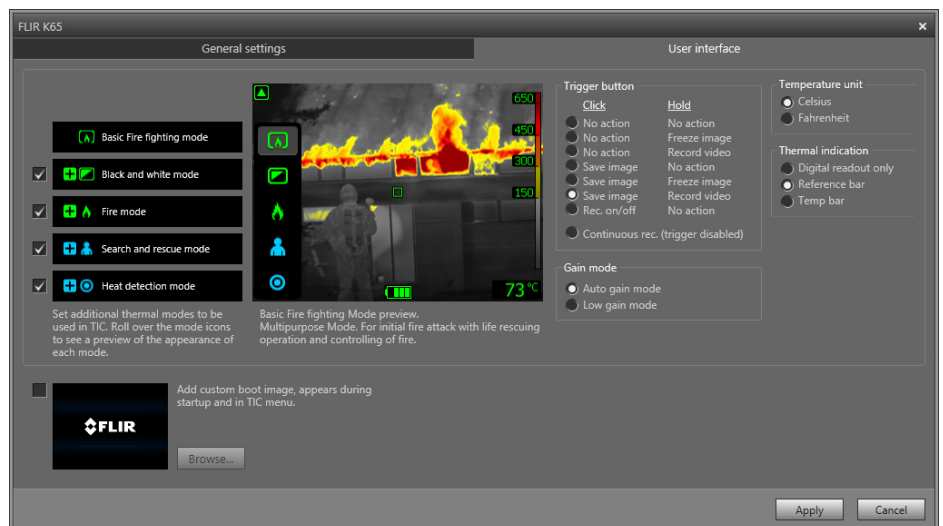 FLIR K65
×
General settings
User interface
Basic Fire fighting mode
Black and white mode
Fire mode
Search and rescue mode
Heat detection mode
Set additional thermal modes to be
used in TIC. Roll over the mode icons
to see a preview of the appearance of
each mode.
650
450
300
150
73 °C
Basic Fire fighting Mode preview.
Multipurpose Mode. For initial fire attack with life rescuing
operation and controlling of fire.
Trigger button
Click Hold
No action No action
No action Freeze image
No action Record video
Save image No action
Save image Freeze image
Save image Record video
Rec. on/off No action
Continuous rec. (trigger disabled)
Gain mode
Auto gain mode
Low gain mode
Temperature unit
Celsius
Fahrenheit
Thermal indication
Digital readout only
Reference bar
Temp bar
FLIR
Add custom boot image, appears during
startup and in TIC menu.
Browse...
Apply
Cancel